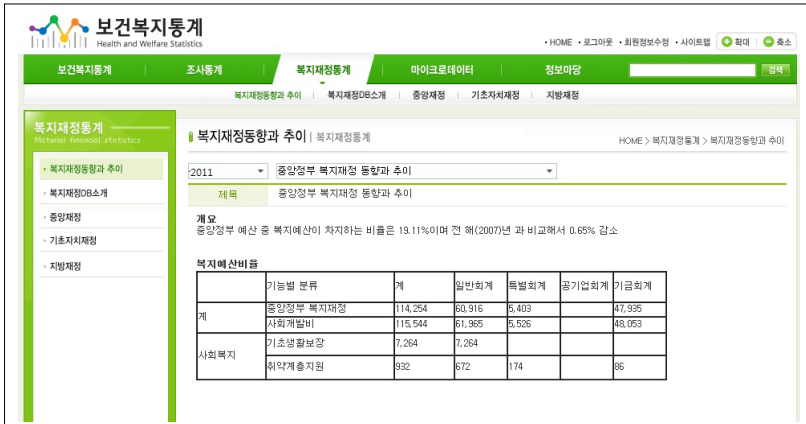 보건복지통계
Health and Welfare Statistics
• HOME • 로그아웃 • 회원정보수정 • 사이트맵 확대 축소
보건복지통계 조사통계 복지재정통계 마이크로데이터 정보마당 검색
복지재정동향과 추이 복지재정DB소개 중앙재정 기초자치재정 지방재정
복지재정통계
Material financial statistics
복지재정동향과 추이
복지재정DB소개
중앙재정
기초자치재정
지방재정
복지재정동향과 추이 | 복지재정통계 HOME > 복지재정통계 > 복지재정동향과 추이
2011 중앙정부 복지재정 동향과 추이
제목 중앙정부 복지재정 동향과 추이
개요
중앙정부 예산 중 복지예산이 차지하는 비율은 19.11%이며 전 해(2007)년 과 비교해서 0.65% 감소
복지예산비율
기능별 분류 계 일반회계 특별회계 공기업회계 기금회계
계 중앙정부 복지재정 114,254 60,916 5,403 47,935
사회개발비 115,544 61,965 5,526 48,053
사회복지 기초생활보장 7,264 7,264
취약계층지원 932 672 174 86